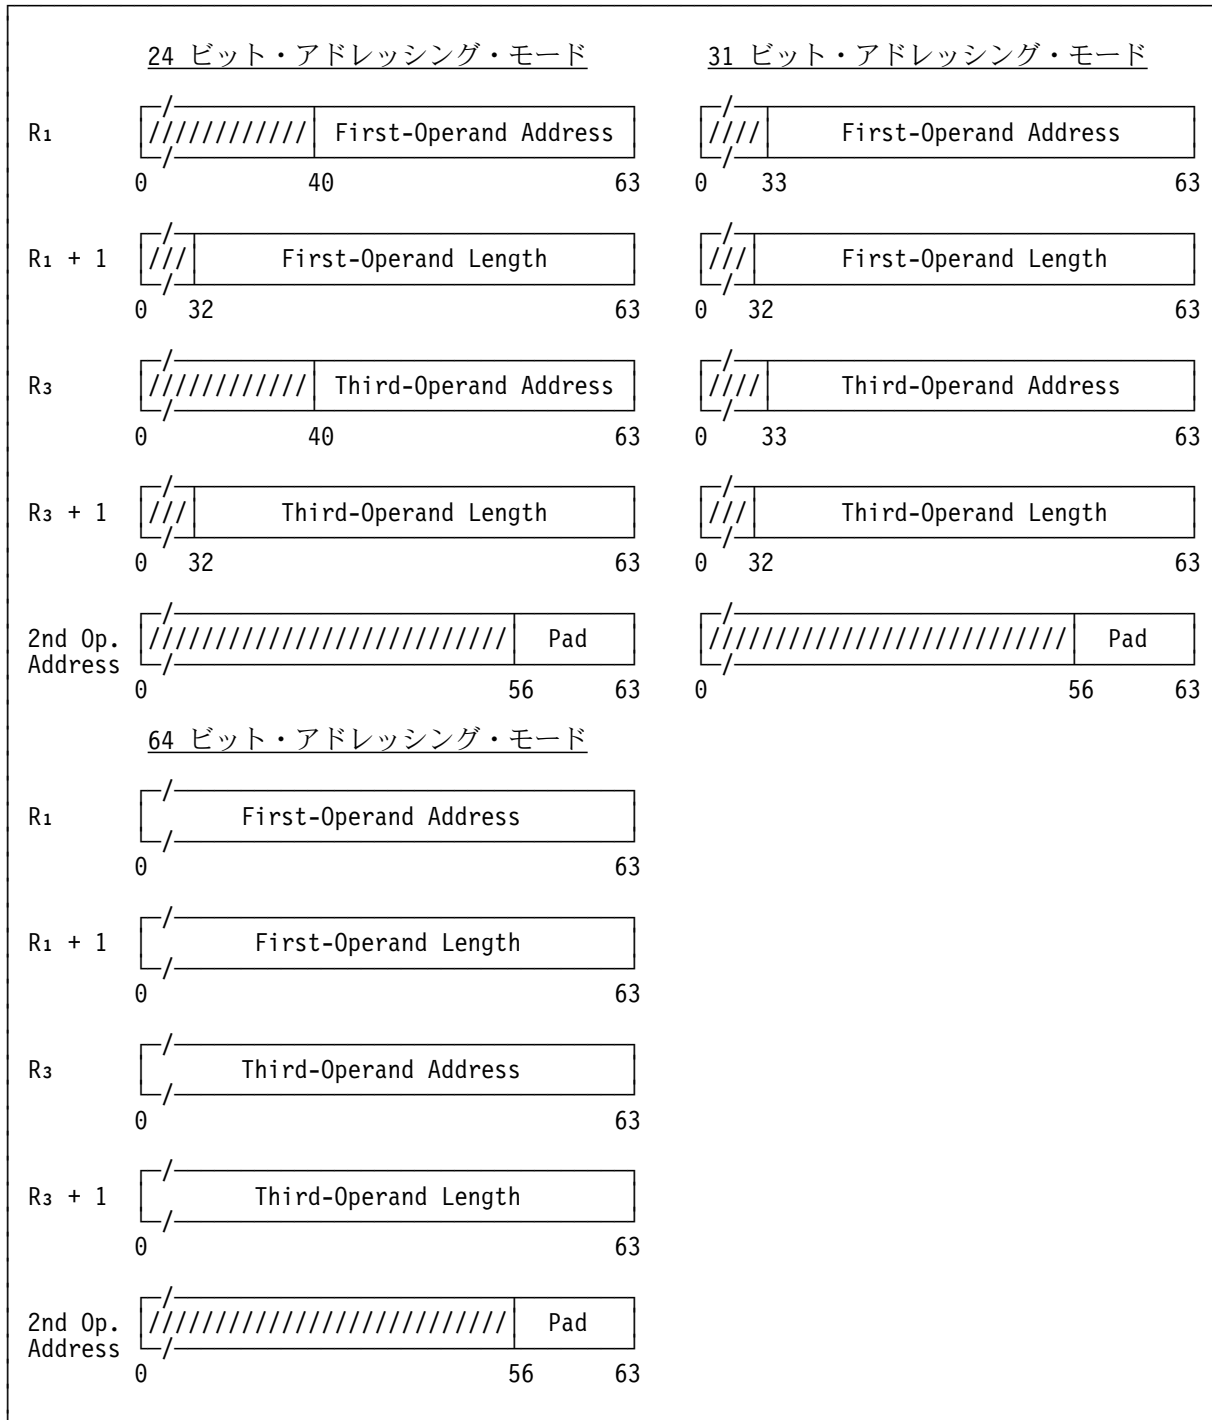 24 ビット・アドレッシング・モード 31 ビット・アドレッシング・モード
R₁ //////////// First-Operand Address //// First-Operand Address
0 40 63 0 33 63
R₁ + 1 /// First-Operand Length /// First-Operand Length
0 32 63 0 32 63
R₃ //////////// Third-Operand Address //// Third-Operand Address
0 40 63 0 33 63
R₃ + 1 /// Third-Operand Length /// Third-Operand Length
0 32 63 0 32 63
2nd Op. /////////////////////////// Pad /////////////////////////// Pad
Address
0 56 63 0 56 63
64 ビット・アドレッシング・モード
R₁ First-Operand Address
0 63
R₁ + 1 First-Operand Length
0 63
R₃ Third-Operand Address
0 63
R₃ + 1 Third-Operand Length
0 63
2nd Op. /////////////////////////// Pad
Address
0 56 63